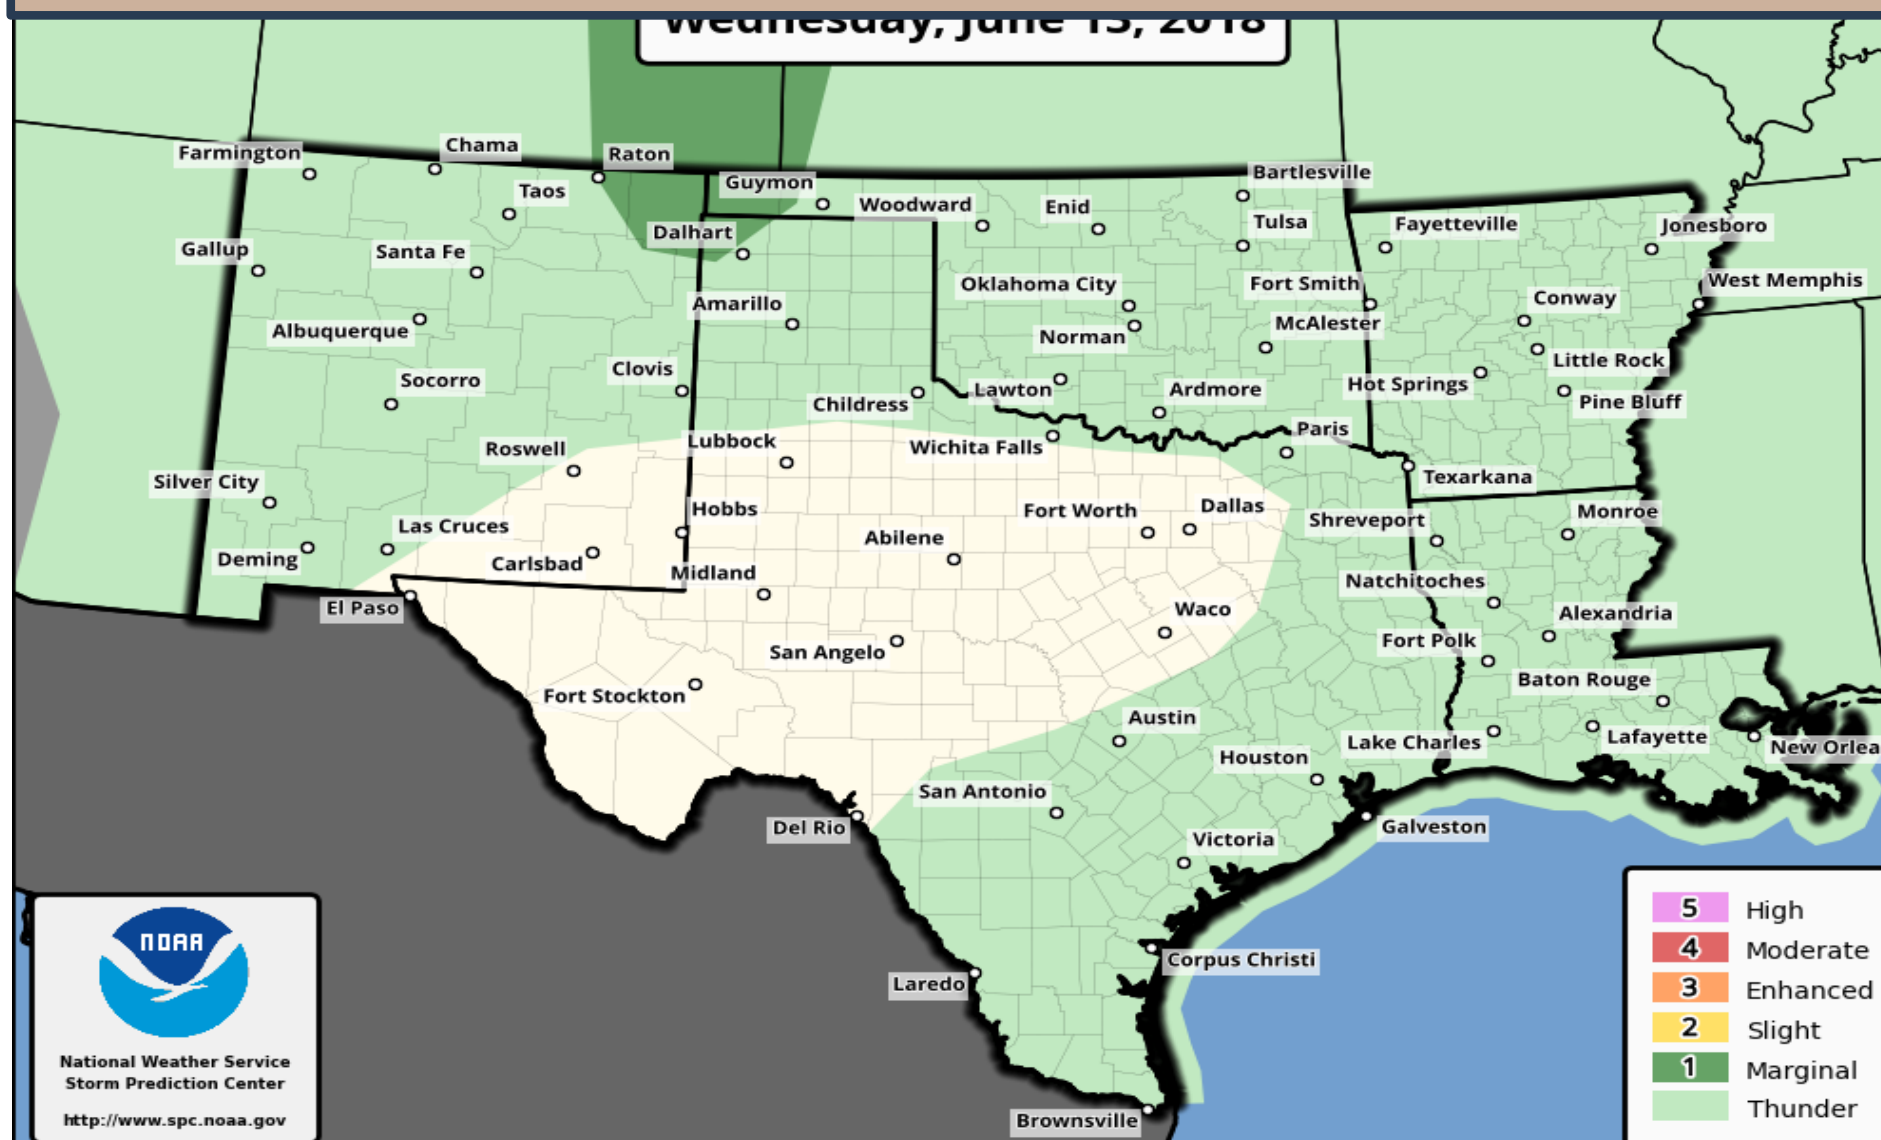 Wednesday, June 13, 2018
Farmington
Chama
Raton
Taos
Guymon
Woodward
Enid
Bartlesville
Tulsa
Fayetteville
Jonesboro
Gallup
Santa Fe
Dalhart
Oklahoma City
Fort Smith
West Memphis
Conway
Amarillo
Albuquerque
Norman
McAlester
Little Rock
Socorro
Clovis
Childress
Lawton
Ardmore
Hot Springs
Pine Bluff
Roswell
Lubbock
Wichita Falls
Paris
Texarkana
Silver City
Las Cruces
Hobbs
Fort Worth
Dallas
Shreveport
Monroe
Deming
Carlsbad
Midland
Abilene
Natchitoches
Alexandria
El Paso
Waco
Fort Polk
San Angelo
Baton Rouge
Fort Stockton
Austin
Lake Charles
Lafayette
New Orlea
Houston
San Antonio
Del Rio
Galveston
Victoria
Corpus Christi
Laredo
Brownsville
NOAA
National Weather Service
Storm Prediction Center
http://www.spc.noaa.gov
5 High
4 Moderate
3 Enhanced
2 Slight
1 Marginal
Thunder